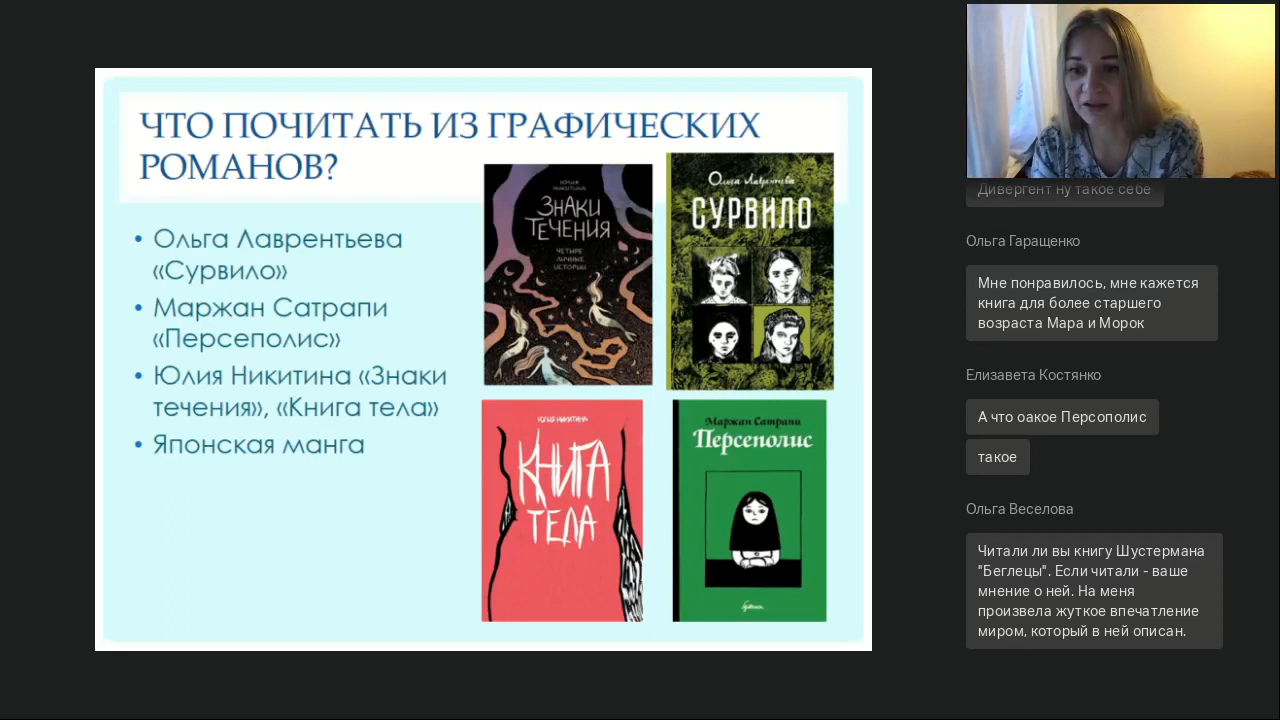 ЧТО ПОЧИТАТЬ ИЗ ГРАФИЧЕСКИХ
РОМАНОВ?
• Ольга Лаврентьева
«Сурвило»
• Маржан Сатрапи
«Персеполис»
• Юлия Никитина «Знаки
течения», «Книга тела»
• Японская манга
ЮЛИЯ
НИКИТИНА
ЗНАКИ
ТЕЧЕНИЯ
ЧЕТЫРЕ
ЛИЧНЫЕ
ИСТОРИИ
Ольга Лаврентьева
СУРВИЛО
ЮЛИЯ НИКИТИНА
КНИГА
ТЕЛА
Маржан Сатрапи
Персеполис
Дивергент ну такое себе
Ольга Гаращенко
Мне понравилось, мне кажется
книга для более старшего
возраста Мара и Морок
Елизавета Костянко
А что оакое Персополис
такое
Ольга Веселова
Читали ли вы книгу Шустермана
"Беглецы". Если читали - ваше
мнение о ней. На меня
произвела жуткое впечатление
миром, который в ней описан.